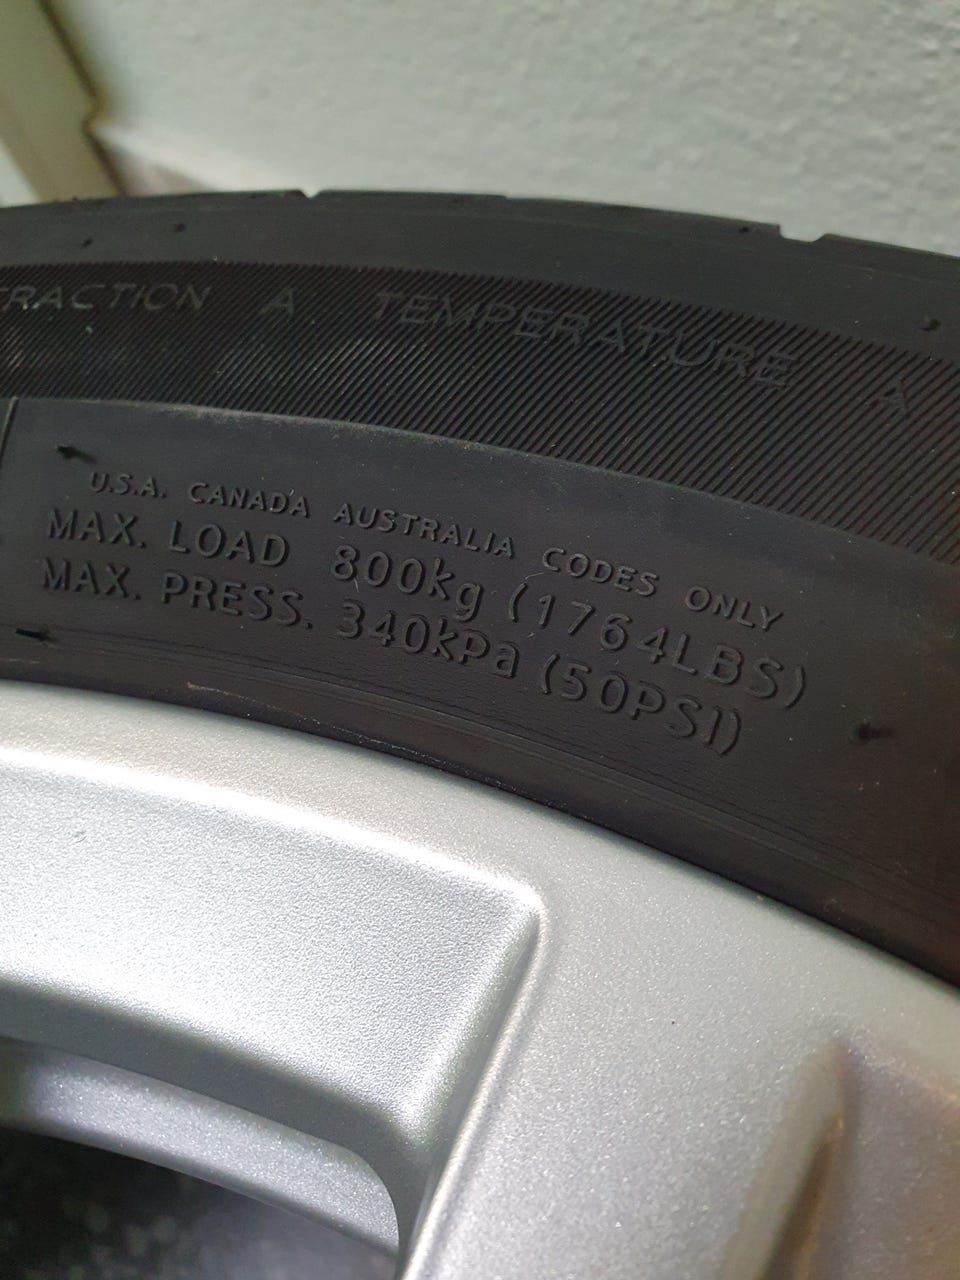 TRACTION A TEMPERATURE A
U.S.A. CANADA AUSTRALIA CODES ONLY
MAX. LOAD 800kg (1764LBS)
MAX. PRESS. 340kPa (50PSI)